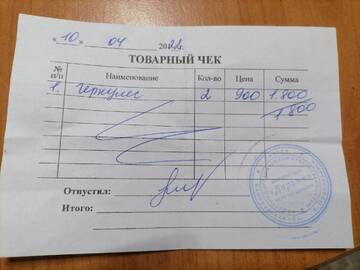 «10» 04 2022г.
ТОВАРНЫЙ ЧЕК
№ п/п Наименование Кол-во Цена Сумма
1. Геркулес 2 900 1.800
1800
Отпустил:
Итого: